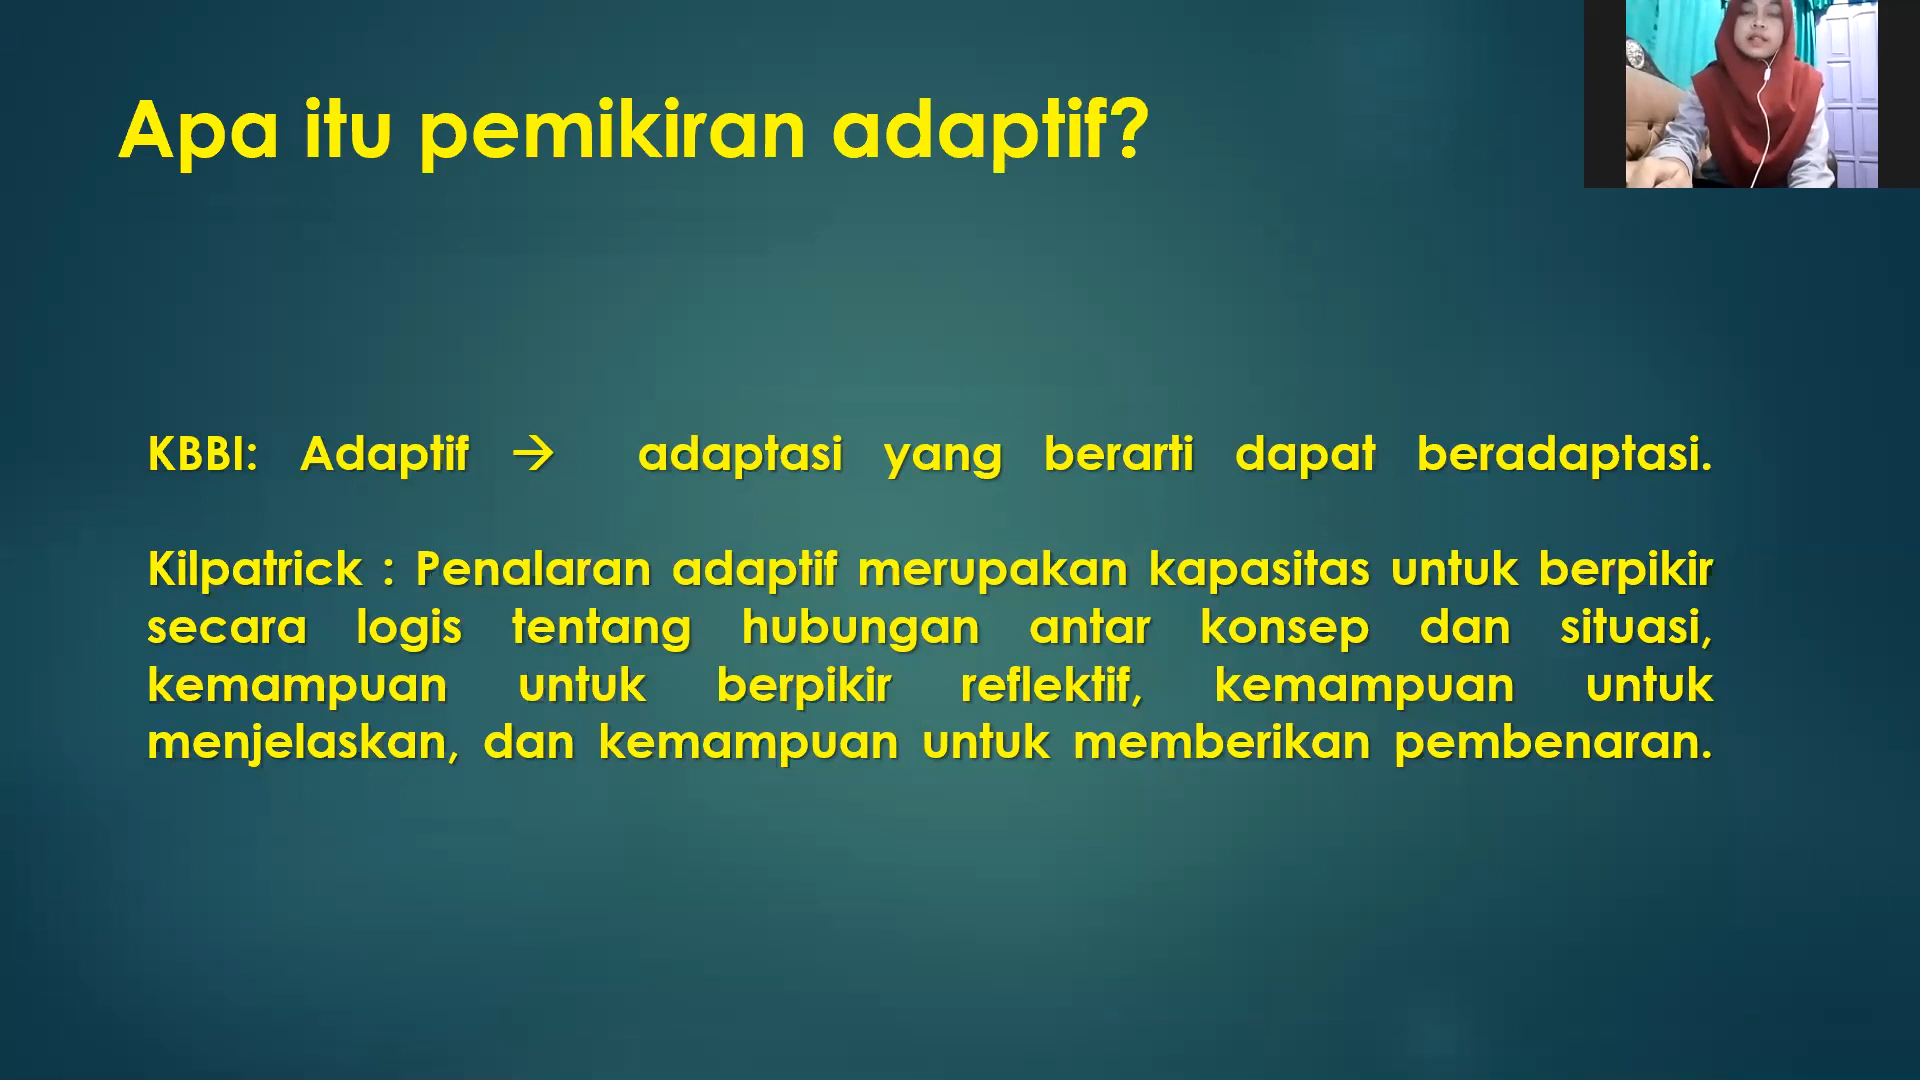 Apa itu pemikiran adaptif?
KBBI: Adaptif → adaptasi yang berarti dapat beradaptasi.
Kilpatrick : Penalaran adaptif merupakan kapasitas untuk berpikir
secara logis tentang hubungan antar konsep dan situasi,
kemampuan untuk berpikir reflektif, kemampuan untuk
menjelaskan, dan kemampuan untuk memberikan pembenaran.